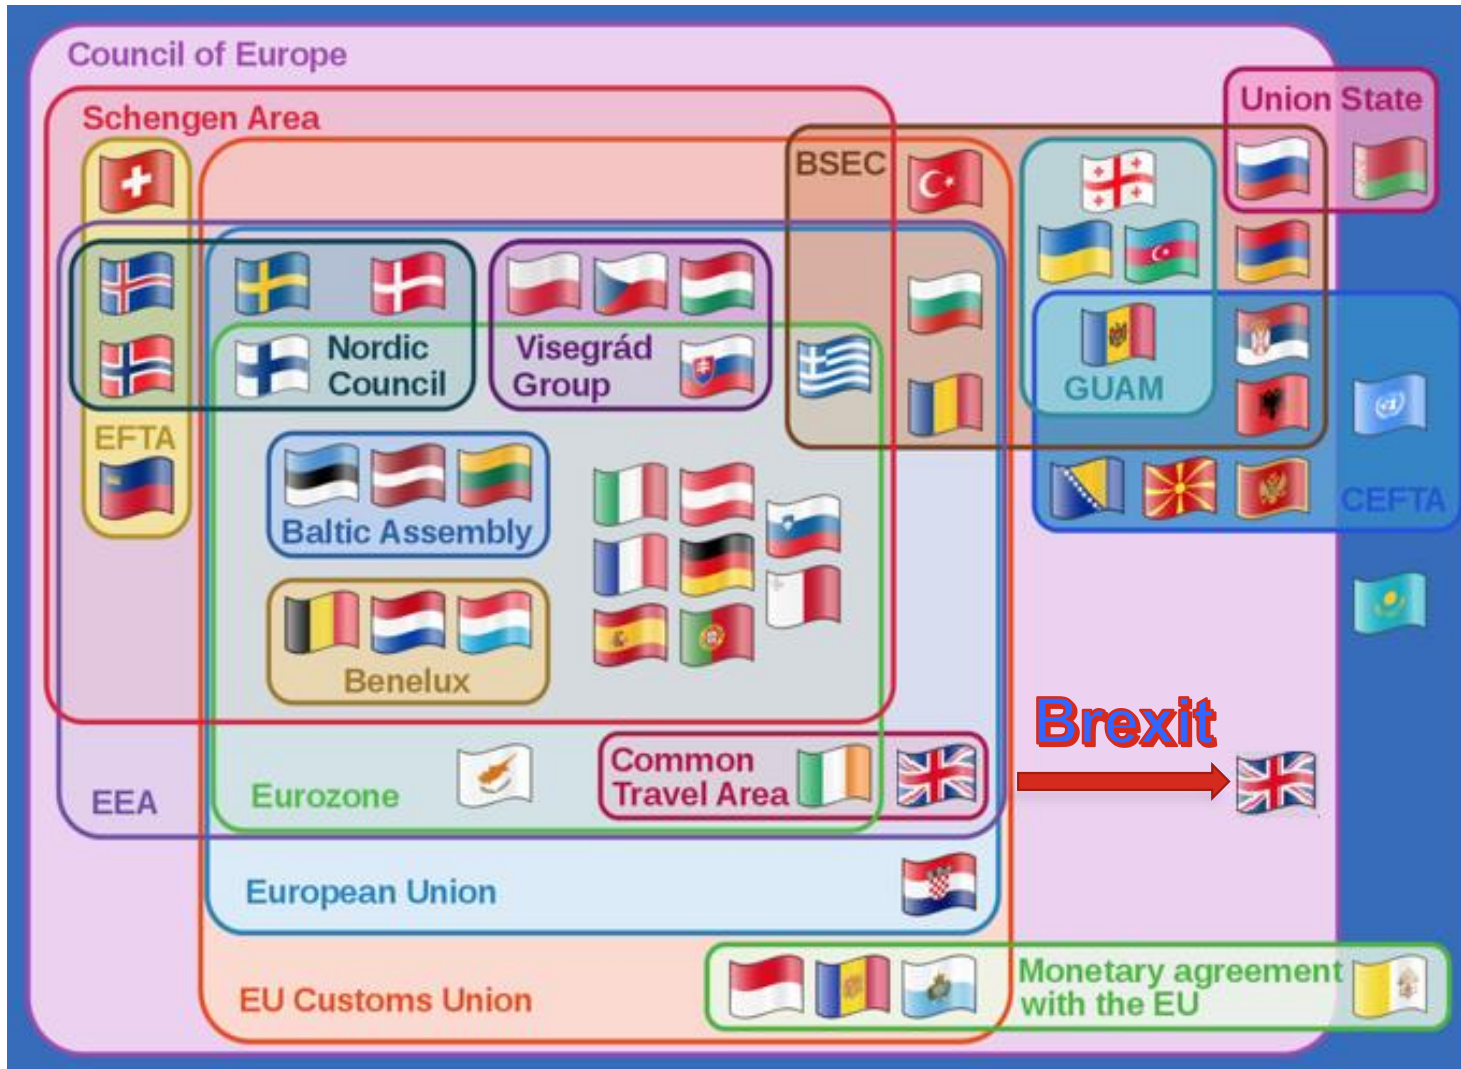 Council of Europe
Schengen Area
Union State
BSEC
Nordic
Council
Visegrád
Group
GUAM
EFTA
CEFTA
Baltic Assembly
Benelux
Brexit
Common
Travel Area
EEA
Eurozone
European Union
EU Customs Union
Monetary agreement
with the EU